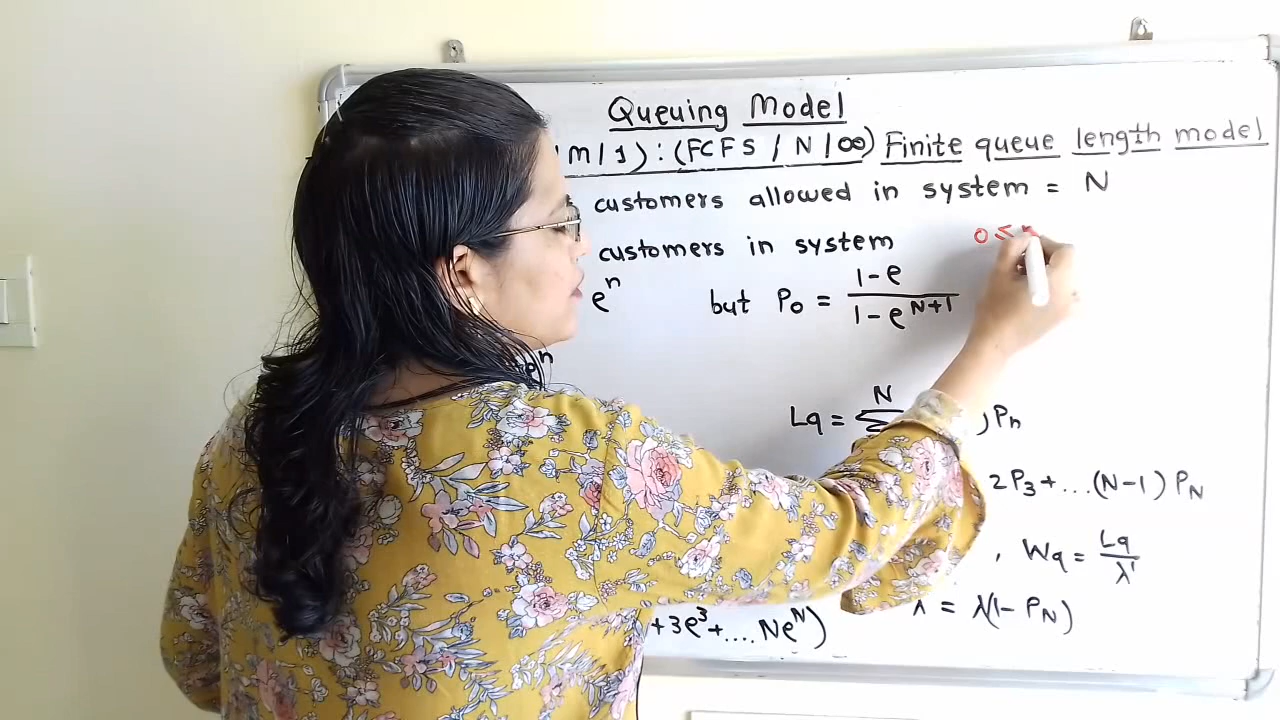 Queuing Model
M / 1 ) : (FCFS / N / ∞) Finite queue length model
customers allowed in system = N
customers in system 0 ≤ n
e^n but P₀ = (1 - e) / (1 - e^(N+1))
e^n
Lq = Σ^N ) Pn
2P₃ + ... (N-1) P_N
, Wq = Lq / λ'
λ' = λ(1 - P_N)
+ 3e³ + .... Ne^N)